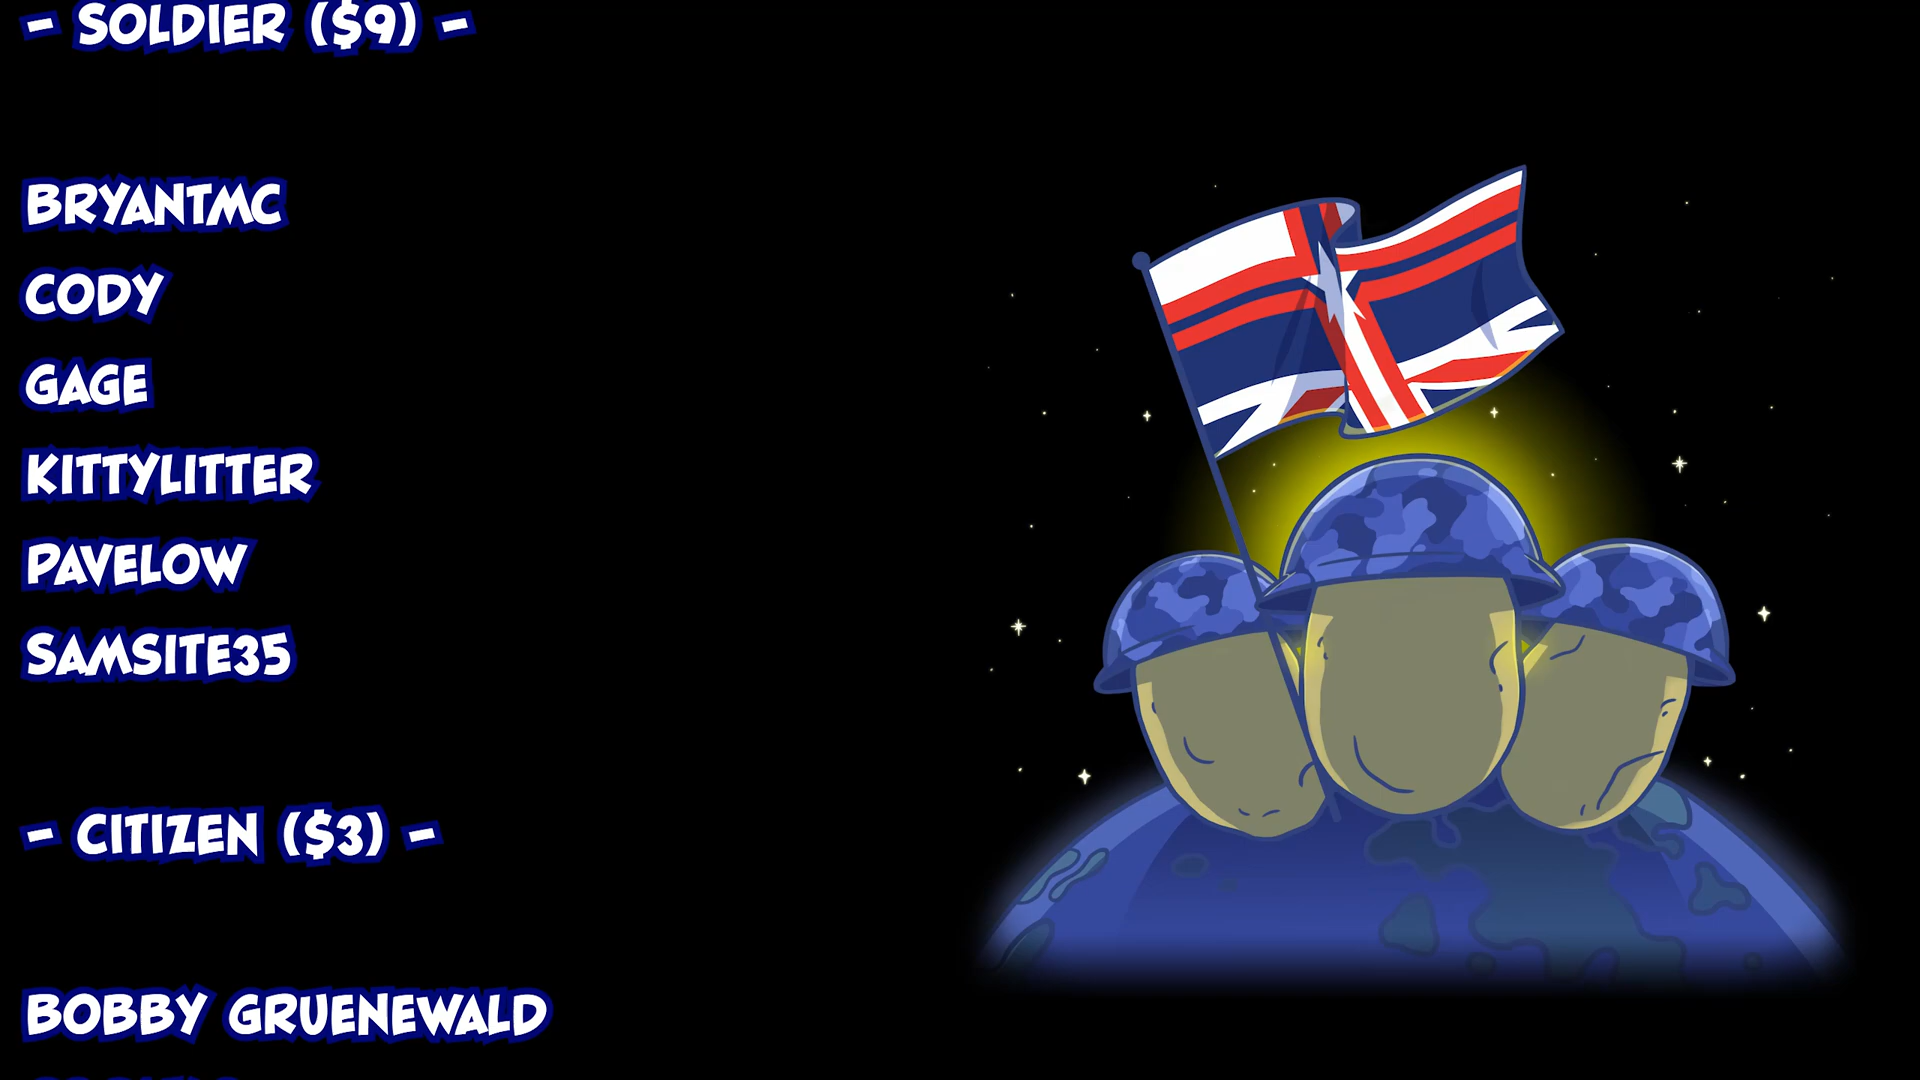 - SOLDIER ($9) -
BRYANTMC
CODY
GAGE
KITTYLITTER
PAVELOW
SAMSITE35
- CITIZEN ($3) -
BOBBY GRUENEWALD